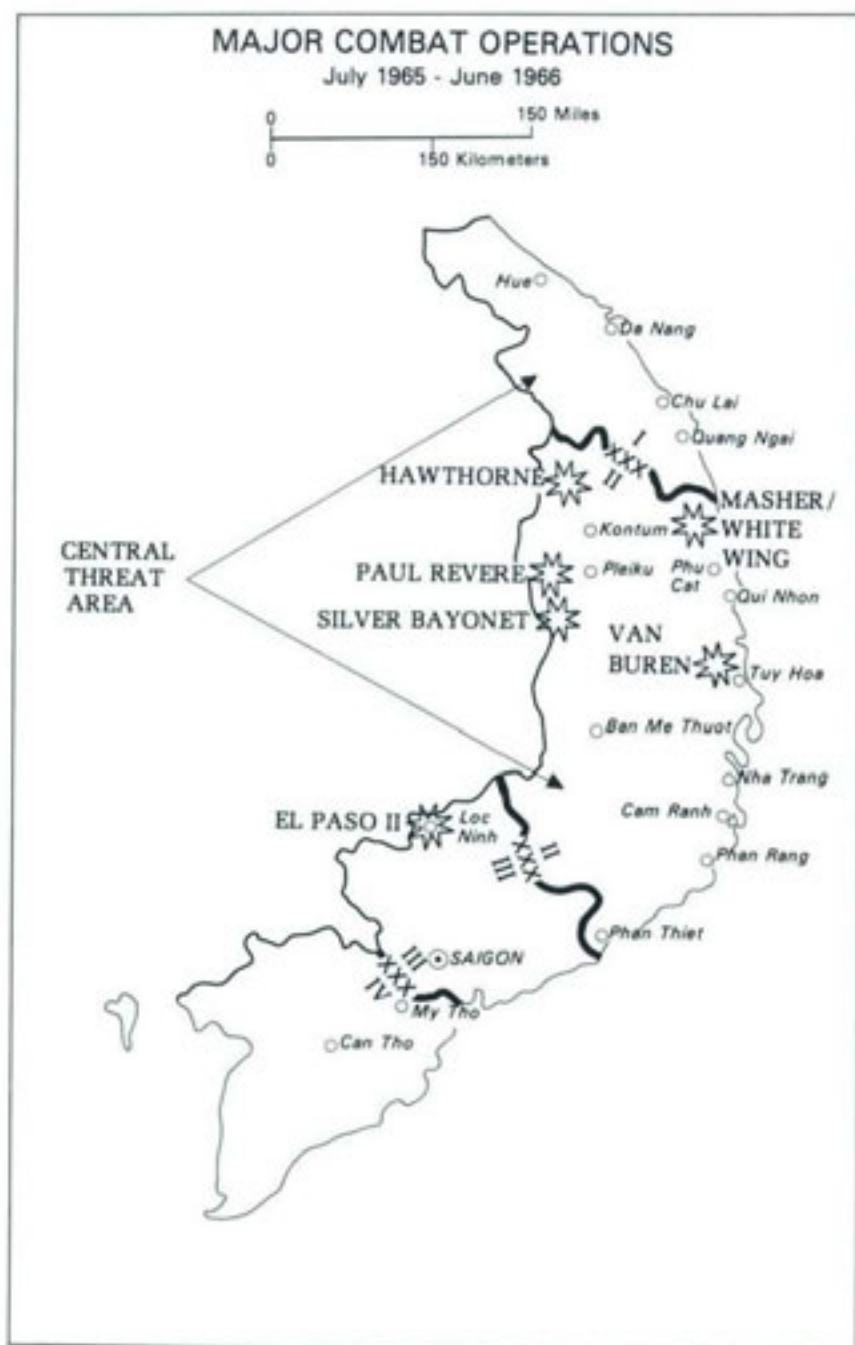 MAJOR COMBAT OPERATIONS
July 1965 - June 1966
0
150 Miles
0
150 Kilometers
Hue
Da Nang
Chu Lai
Quang Ngai
I
XXX
II
HAWTHORNE
MASHER/
WHITE
WING
Kontum
CENTRAL
THREAT
AREA
PAUL REVERE
Pleiku
Phu
Cat
Qui Nhon
SILVER BAYONET
VAN
BUREN
Tuy Hoa
Ban Me Thuot
Nha Trang
EL PASO II
Loc
Ninh
Cam Ranh
II
XXX
III
Phan Rang
Phan Thiet
III
XXX
IV
SAIGON
My Tho
Can Tho